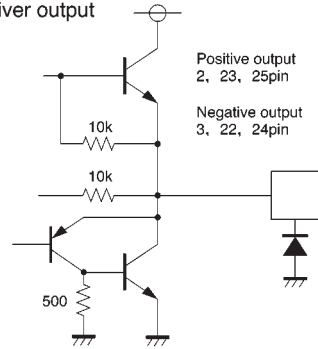 iver output
Positive output
2, 23, 25pin
Negative output
3, 22, 24pin
10k
10k
500